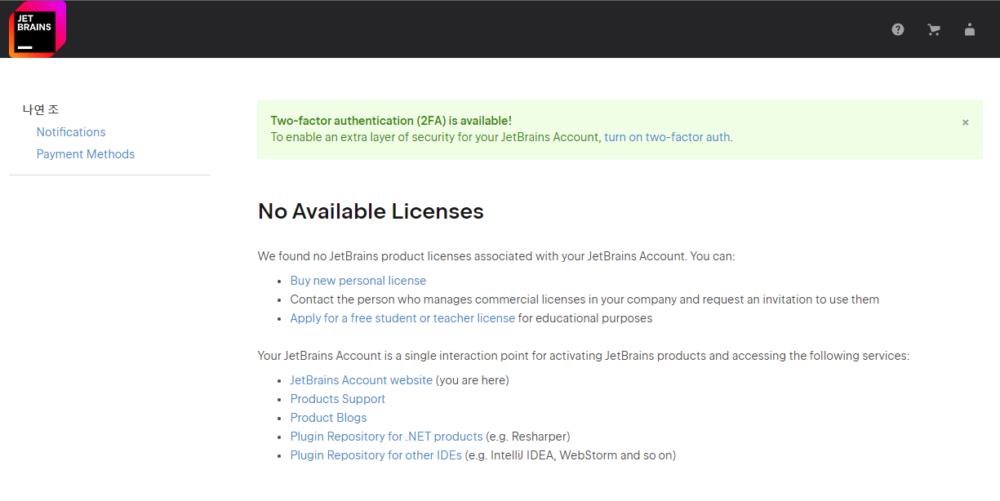 JET
BRAINS
나연 조
Notifications
Payment Methods
Two-factor authentication (2FA) is available!
To enable an extra layer of security for your JetBrains Account, turn on two-factor auth.
No Available Licenses
We found no JetBrains product licenses associated with your JetBrains Account. You can:
• Buy new personal license
• Contact the person who manages commercial licenses in your company and request an invitation to use them
• Apply for a free student or teacher license for educational purposes
Your JetBrains Account is a single interaction point for activating JetBrains products and accessing the following services:
• JetBrains Account website (you are here)
• Products Support
• Product Blogs
• Plugin Repository for .NET products (e.g. Resharper)
• Plugin Repository for other IDEs (e.g. IntelliJ IDEA, WebStorm and so on)